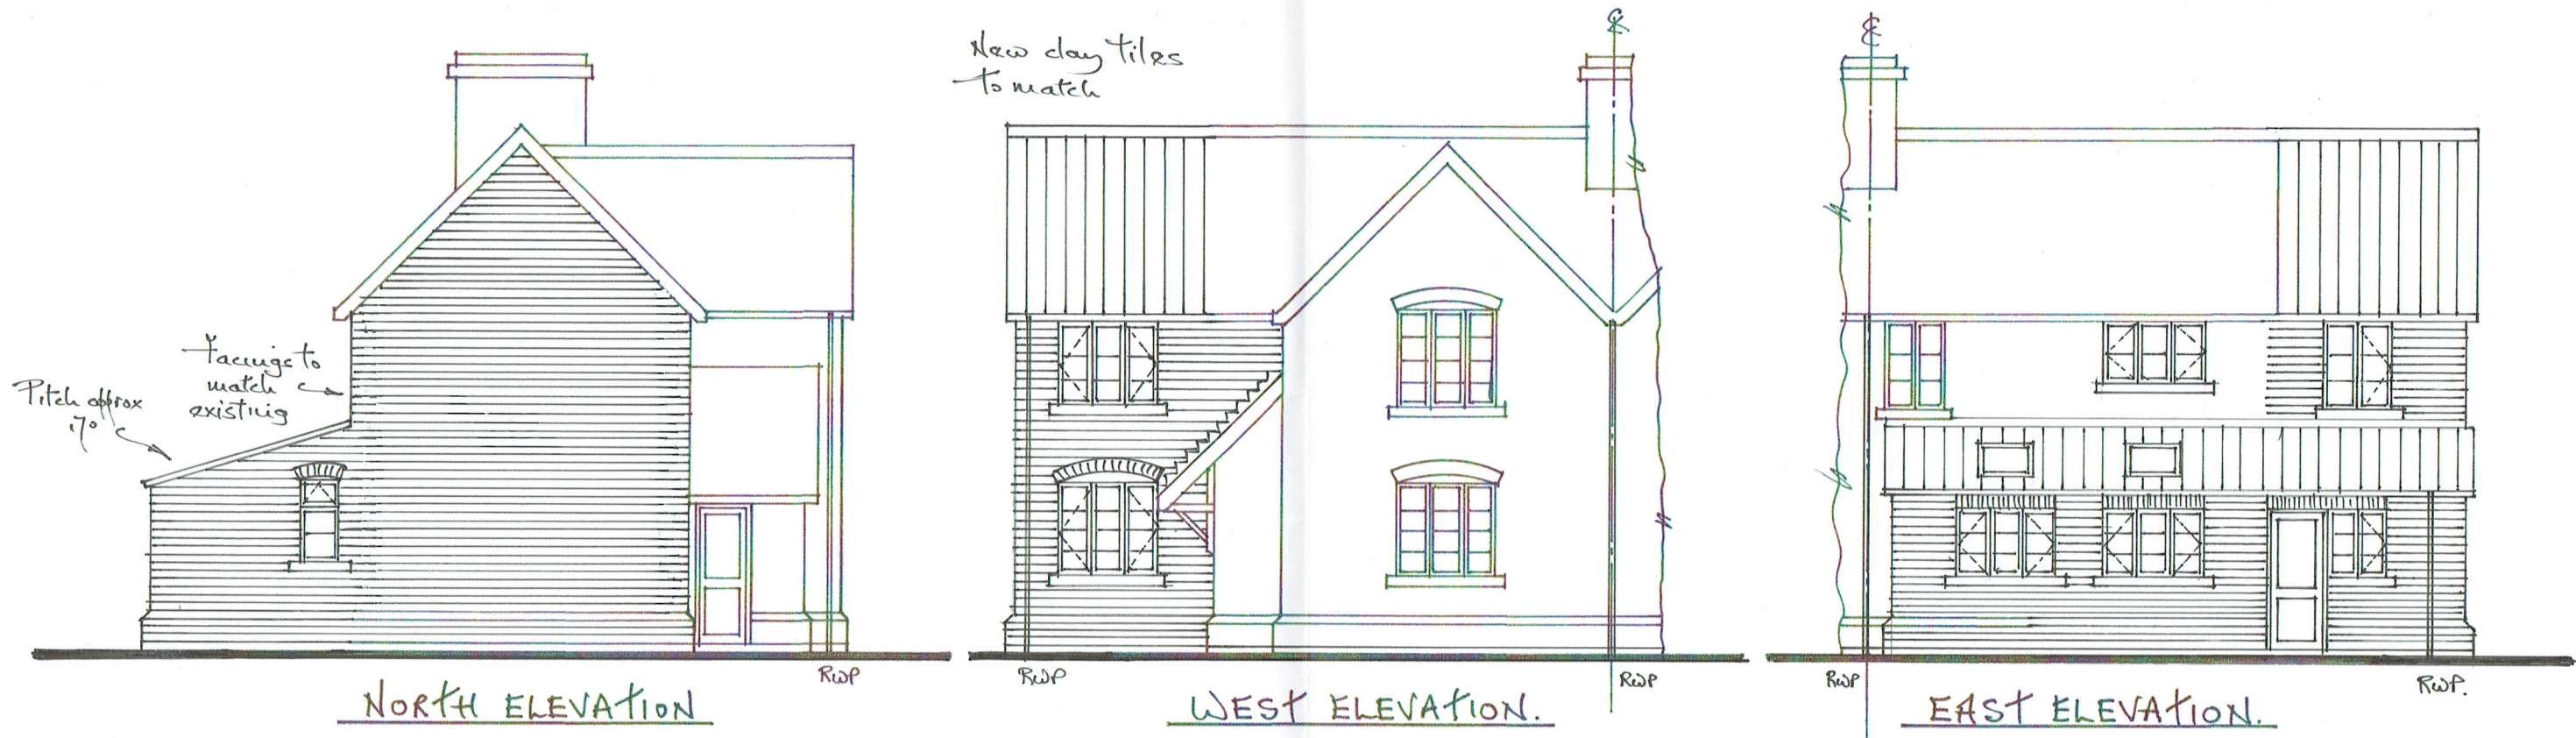 New clay tiles
to match
Facings to
match
existing
Pitch approx
17°
RWP
RWP
RWP
RWP
RWP.
NORTH ELEVATION
WEST ELEVATION.
EAST ELEVATION.